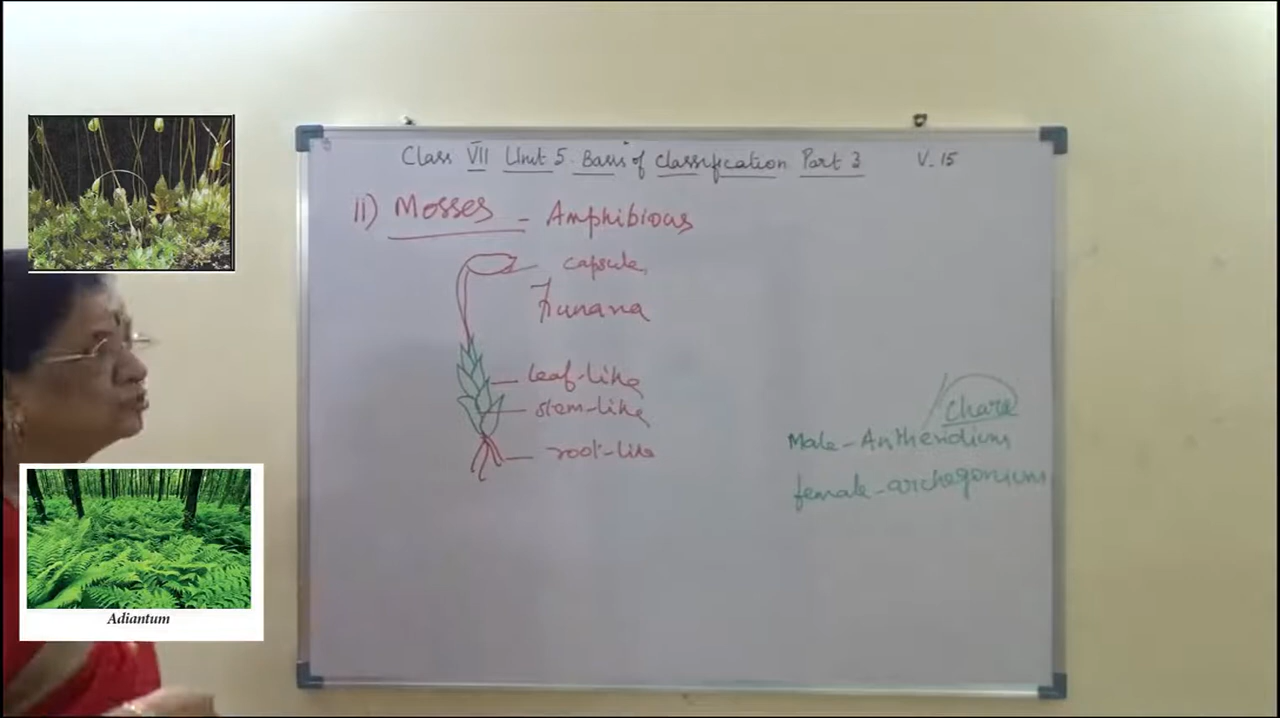 Class VII Unit 5 Basis of Classification Part 3 V.15
II) Mosses - Amphibious
capsule
Funaria
leaf-like
stem-like
root-like
Chara
Male - Antheridium
female - archegonium
Adiantum